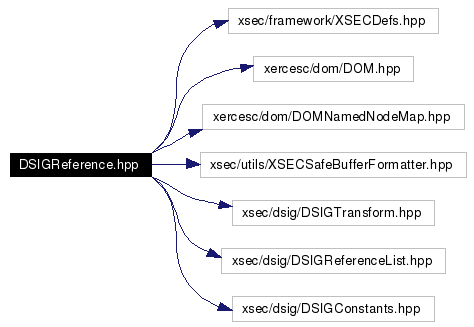 xsec/framework/XSECDefs.hpp
xercesc/dom/DOM.hpp
xercesc/dom/DOMNamedNodeMap.hpp
DSIGReference.hpp
xsec/utils/XSECSafeBufferFormatter.hpp
xsec/dsig/DSIGTransform.hpp
xsec/dsig/DSIGReferenceList.hpp
xsec/dsig/DSIGConstants.hpp